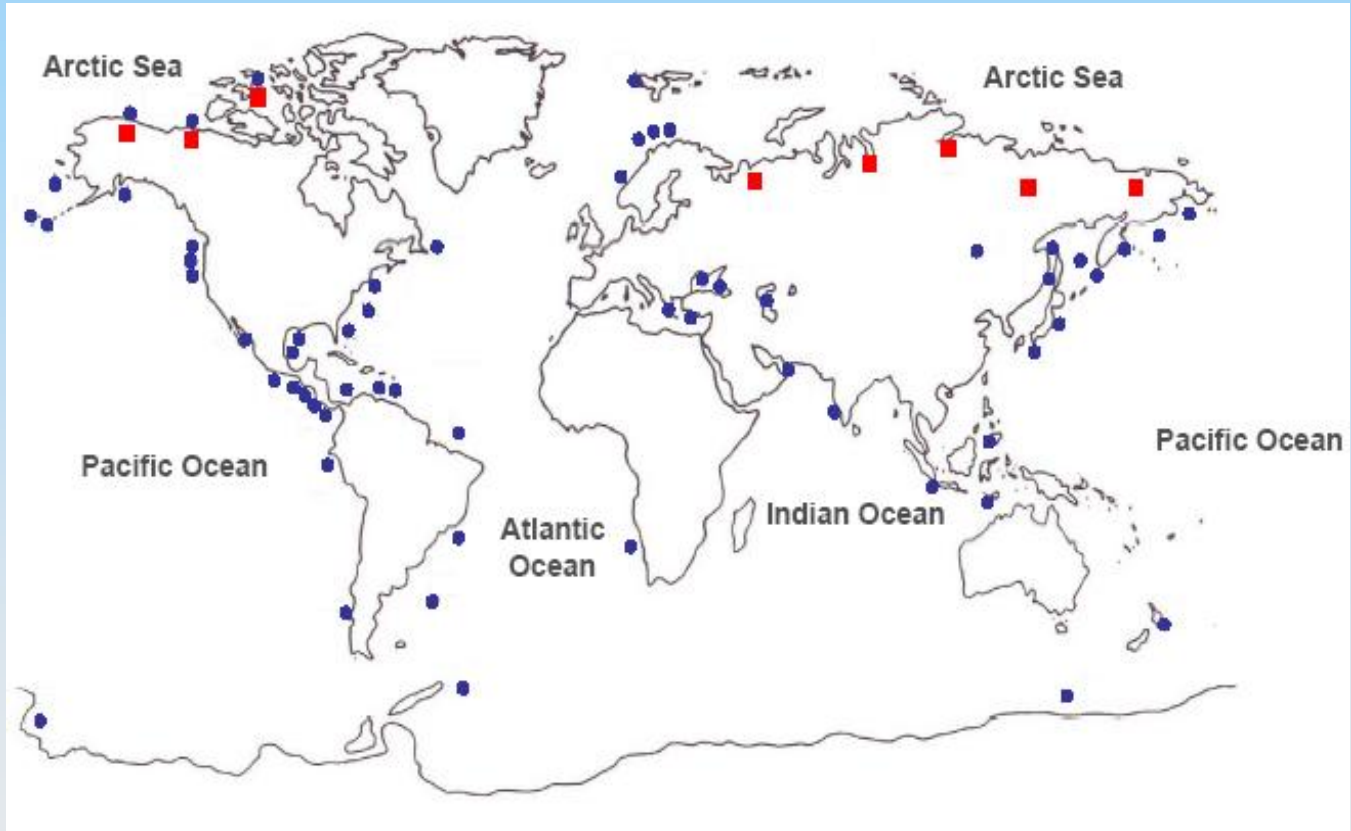 Arctic Sea
Arctic Sea
Pacific Ocean
Pacific Ocean
Atlantic
Ocean
Indian Ocean